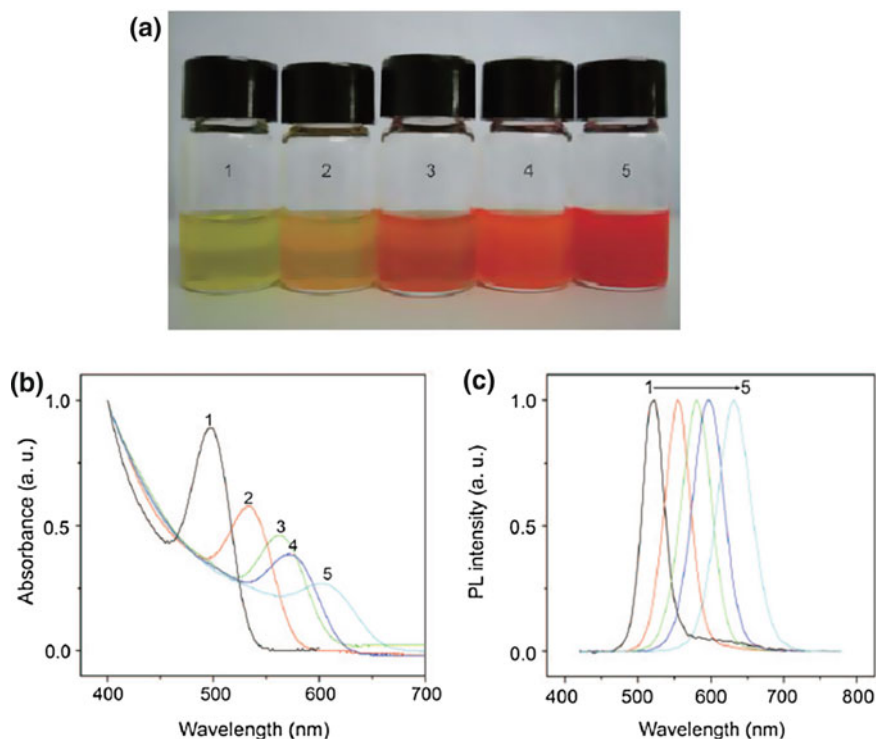 (a)
1 2 3 4 5
(b)
1.0
0.5
0.0
Absorbance (a. u.)
1
2
3
4
5
400 500 600 700
Wavelength (nm)
(c)
1 5
1.0
0.5
0.0
PL intensity (a. u.)
400 500 600 700 800
Wavelength (nm)